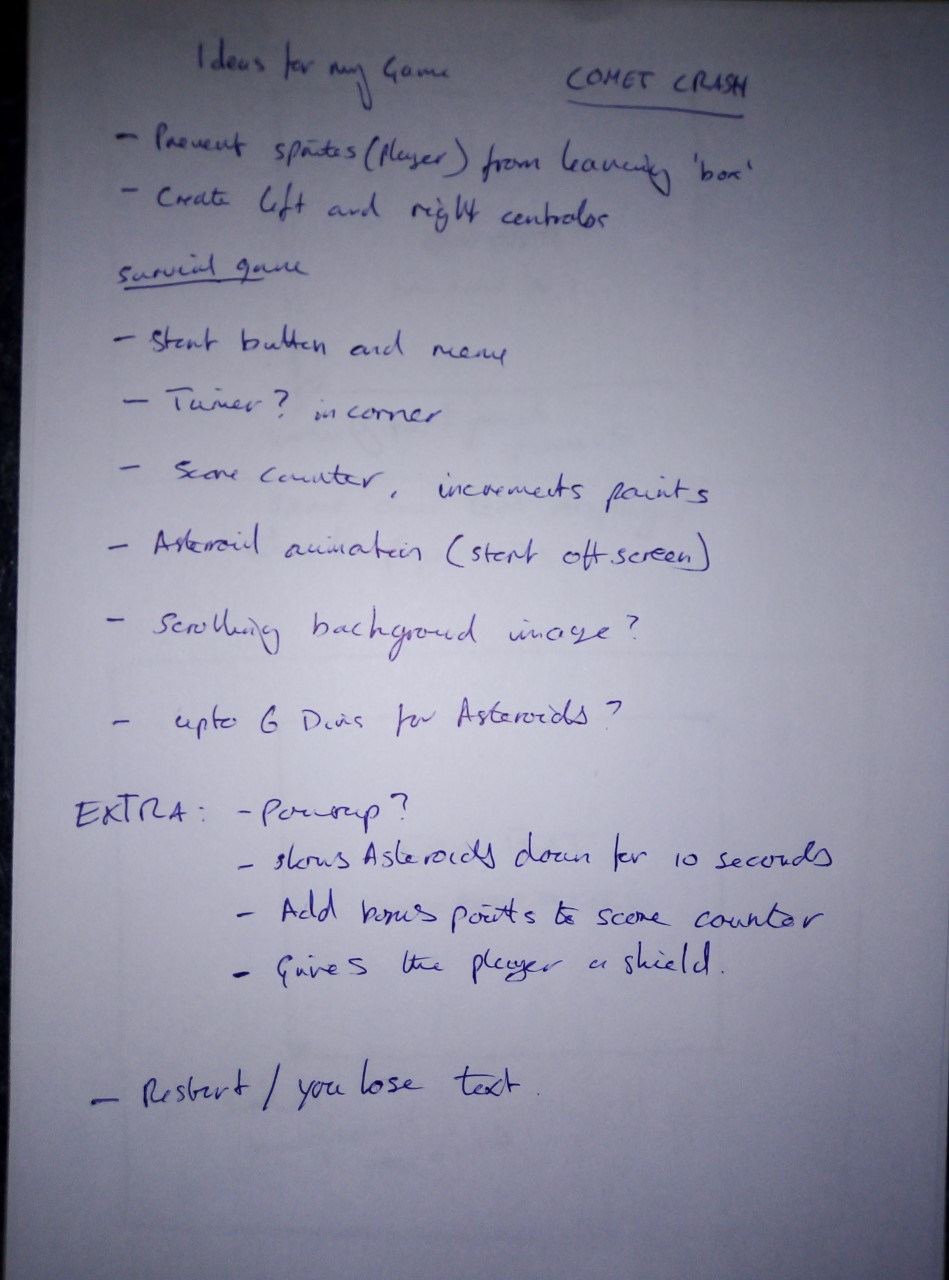 Ideas for my Game COMET CRASH
- Prevent sprites (Player) from leaving 'box'
- Create left and right controls
survival game
- Start button and menu
- Timer? in corner
- Score counter, increments points
- Asteroid animation (start off screen)
- Scrolling background image?
- upto 6 Divs for Asteroids?
EXTRA: - Powerup?
- slows Asteroids down for 10 seconds
- Add bonus points to score counter
- Gives the player a shield.
- Restart / you lose text.